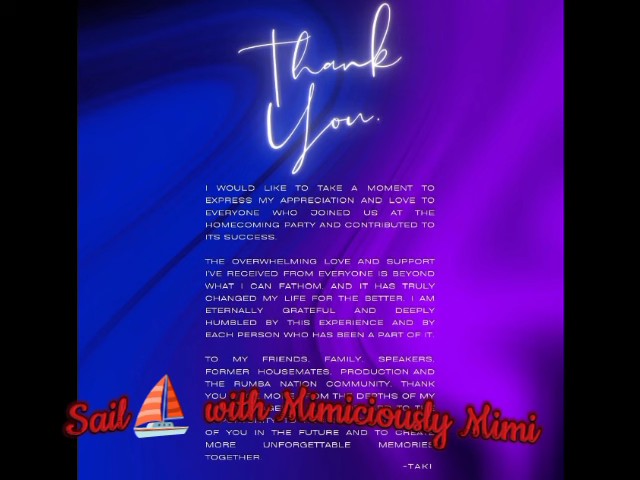 Thank
You.
I WOULD LIKE TO TAKE A MOMENT TO
EXPRESS MY APPRECIATION AND LOVE TO
EVERYONE WHO JOINED US AT THE
HOMECOMING PARTY AND CONTRIBUTED TO
ITS SUCCESS.
THE OVERWHELMING LOVE AND SUPPORT
I'VE RECEIVED FROM EVERYONE IS BEYOND
WHAT I CAN FATHOM, AND IT HAS TRULY
CHANGED MY LIFE FOR THE BETTER. I AM
ETERNALLY GRATEFUL AND DEEPLY
HUMBLED BY THIS EXPERIENCE AND BY
EACH PERSON WHO HAS BEEN A PART OF IT.
TO MY FRIENDS, FAMILY, SPEAKERS,
FORMER HOUSEMATES, PRODUCTION AND
THE RUMBA NATION COMMUNITY, THANK
YOU FROM THE DEPTHS OF MY
Sail with Mimiciously Mimi
OF YOU IN THE FUTURE AND TO CREATE
MORE UNFORGETTABLE MEMORIES
TOGETHER.
-TAKI